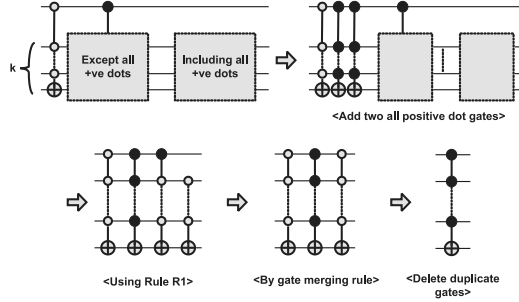 k
Except all
+ve dots
Including all
+ve dots
<Add two all positive dot gates>
<Using Rule R1>
<By gate merging rule>
<Delete duplicate
gates>